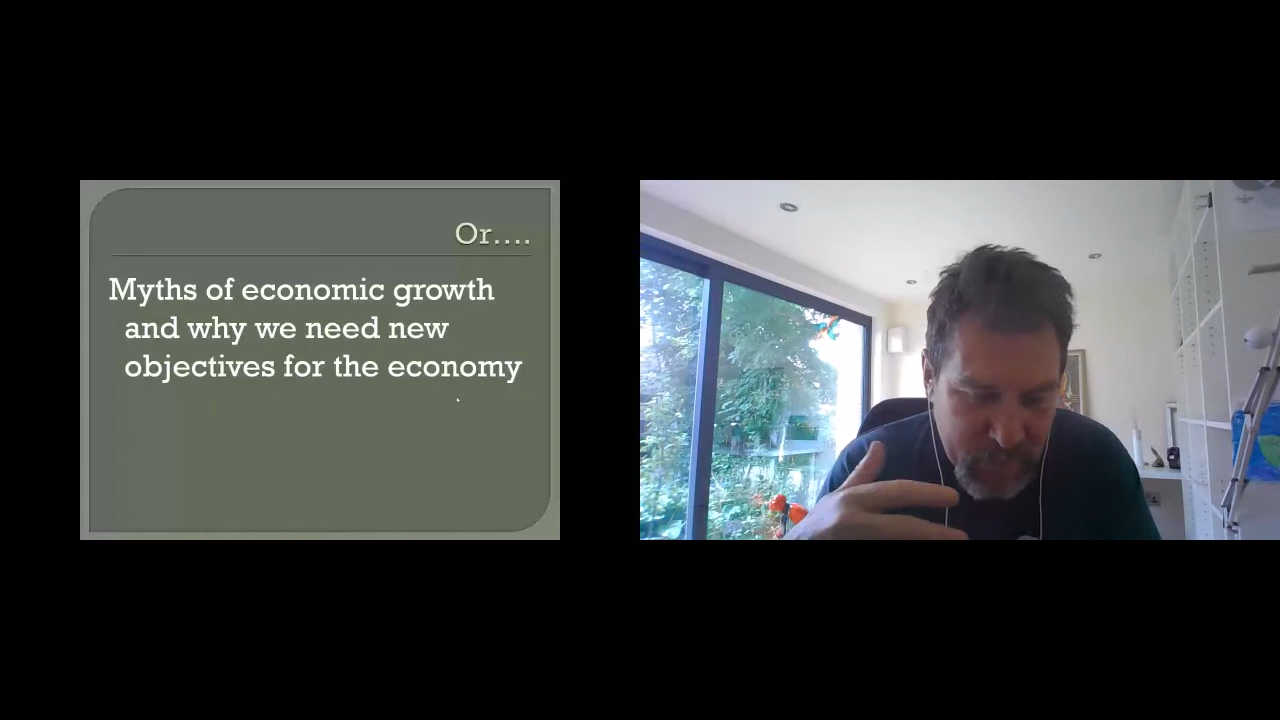 Or....
Myths of economic growth
and why we need new
objectives for the economy